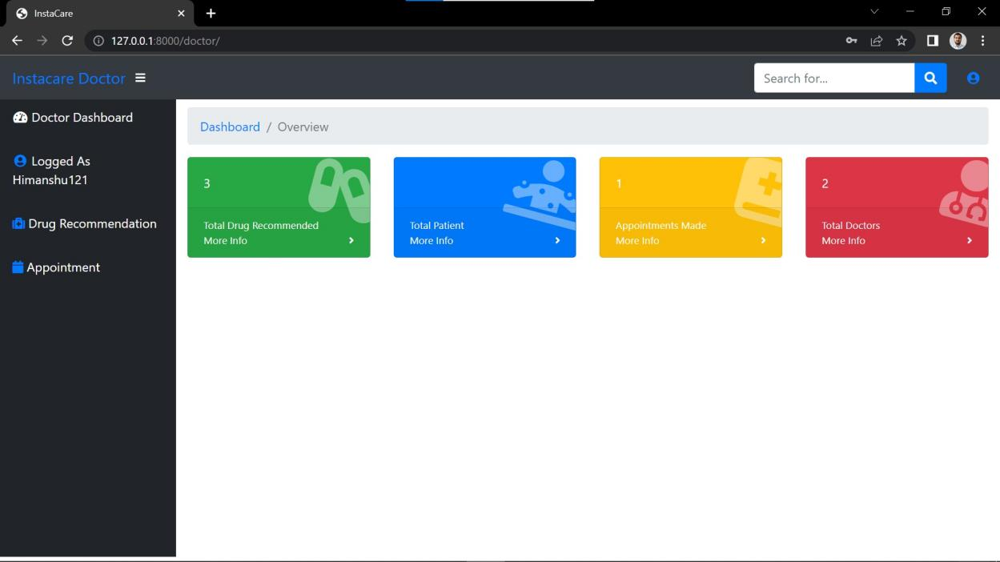 InstaCare
127.0.0.1:8000/doctor/
Instacare Doctor
Search for...
Doctor Dashboard
Logged As
Himanshu121
Drug Recommendation
Appointment
Dashboard / Overview
3
Total Drug Recommended
More Info
Total Patient
More Info
1
Appointments Made
More Info
2
Total Doctors
More Info